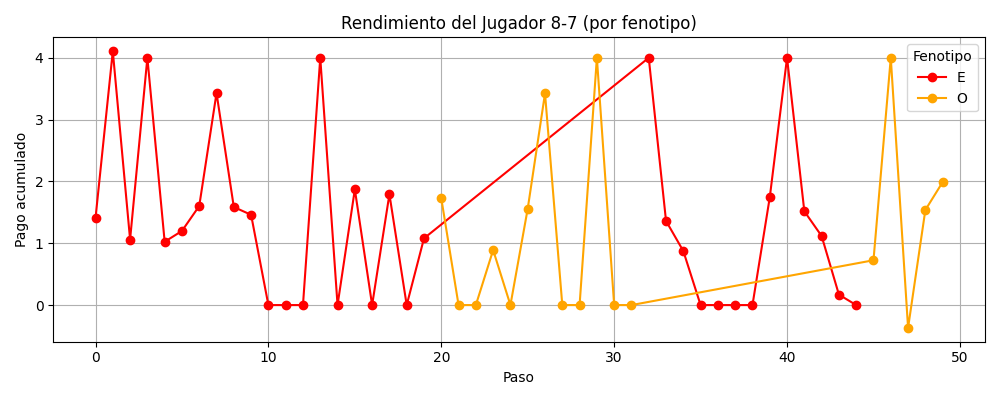 Rendimiento del Jugador 8-7 (por fenotipo)
Pago acumulado
4
3
2
1
0
0 10 20 30 40 50
Paso
Fenotipo
E
O